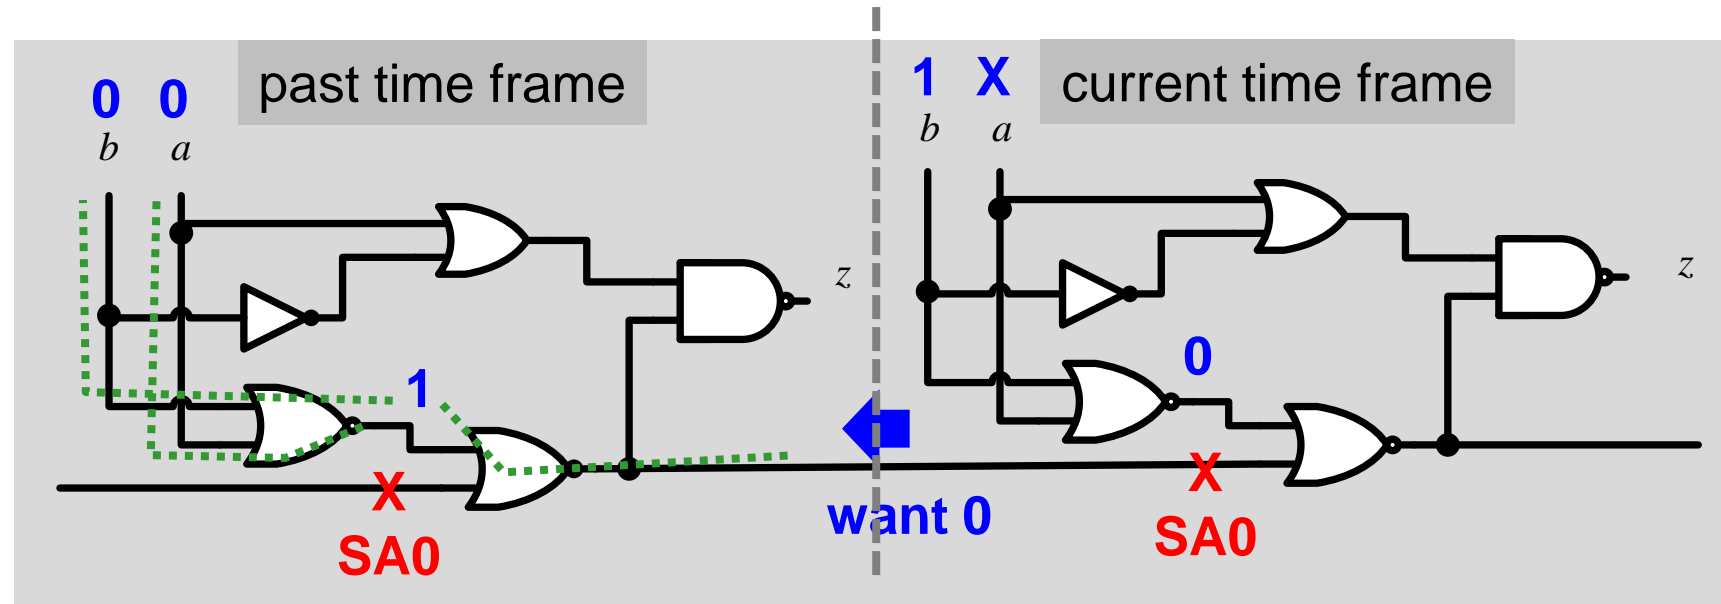 past time frame
0 0
b a
z
1
X
SA0
current time frame
1 X
b a
z
0
X
SA0
want 0